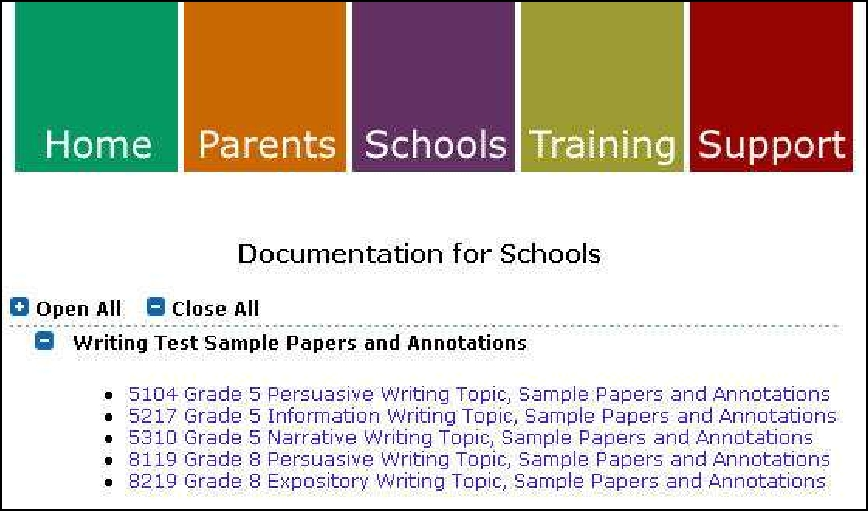 Home Parents Schools Training Support
Documentation for Schools
Open All Close All
Writing Test Sample Papers and Annotations
5104 Grade 5 Persuasive Writing Topic, Sample Papers and Annotations
5217 Grade 5 Information Writing Topic, Sample Papers and Annotations
5310 Grade 5 Narrative Writing Topic, Sample Papers and Annotations
8119 Grade 8 Persuasive Writing Topic, Sample Papers and Annotations
8219 Grade 8 Expository Writing Topic, Sample Papers and Annotations